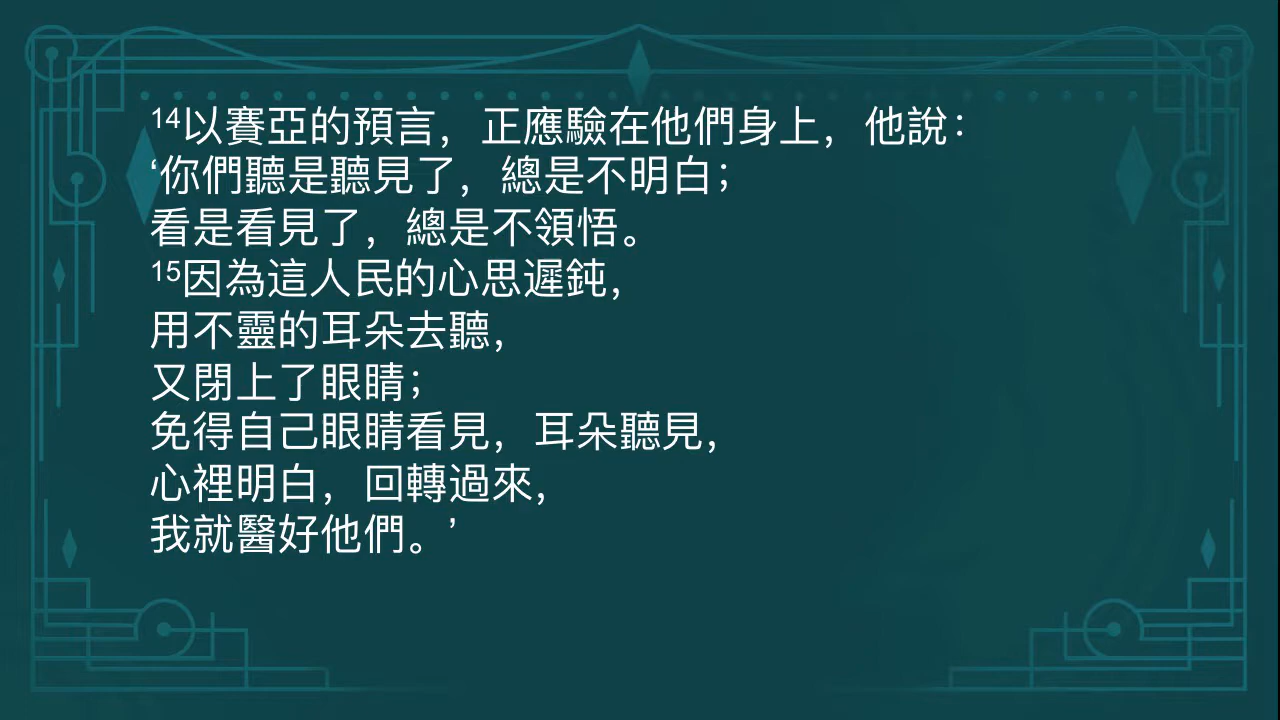 14以賽亞的預言，正應驗在他們身上，他說：
‘你們聽是聽見了，總是不明白；
看是看見了，總是不領悟。
15因為這人民的心思遲鈍，
用不靈的耳朵去聽，
又閉上了眼睛；
免得自己眼睛看見，耳朵聽見，
心裡明白，回轉過來，
我就醫好他們。’